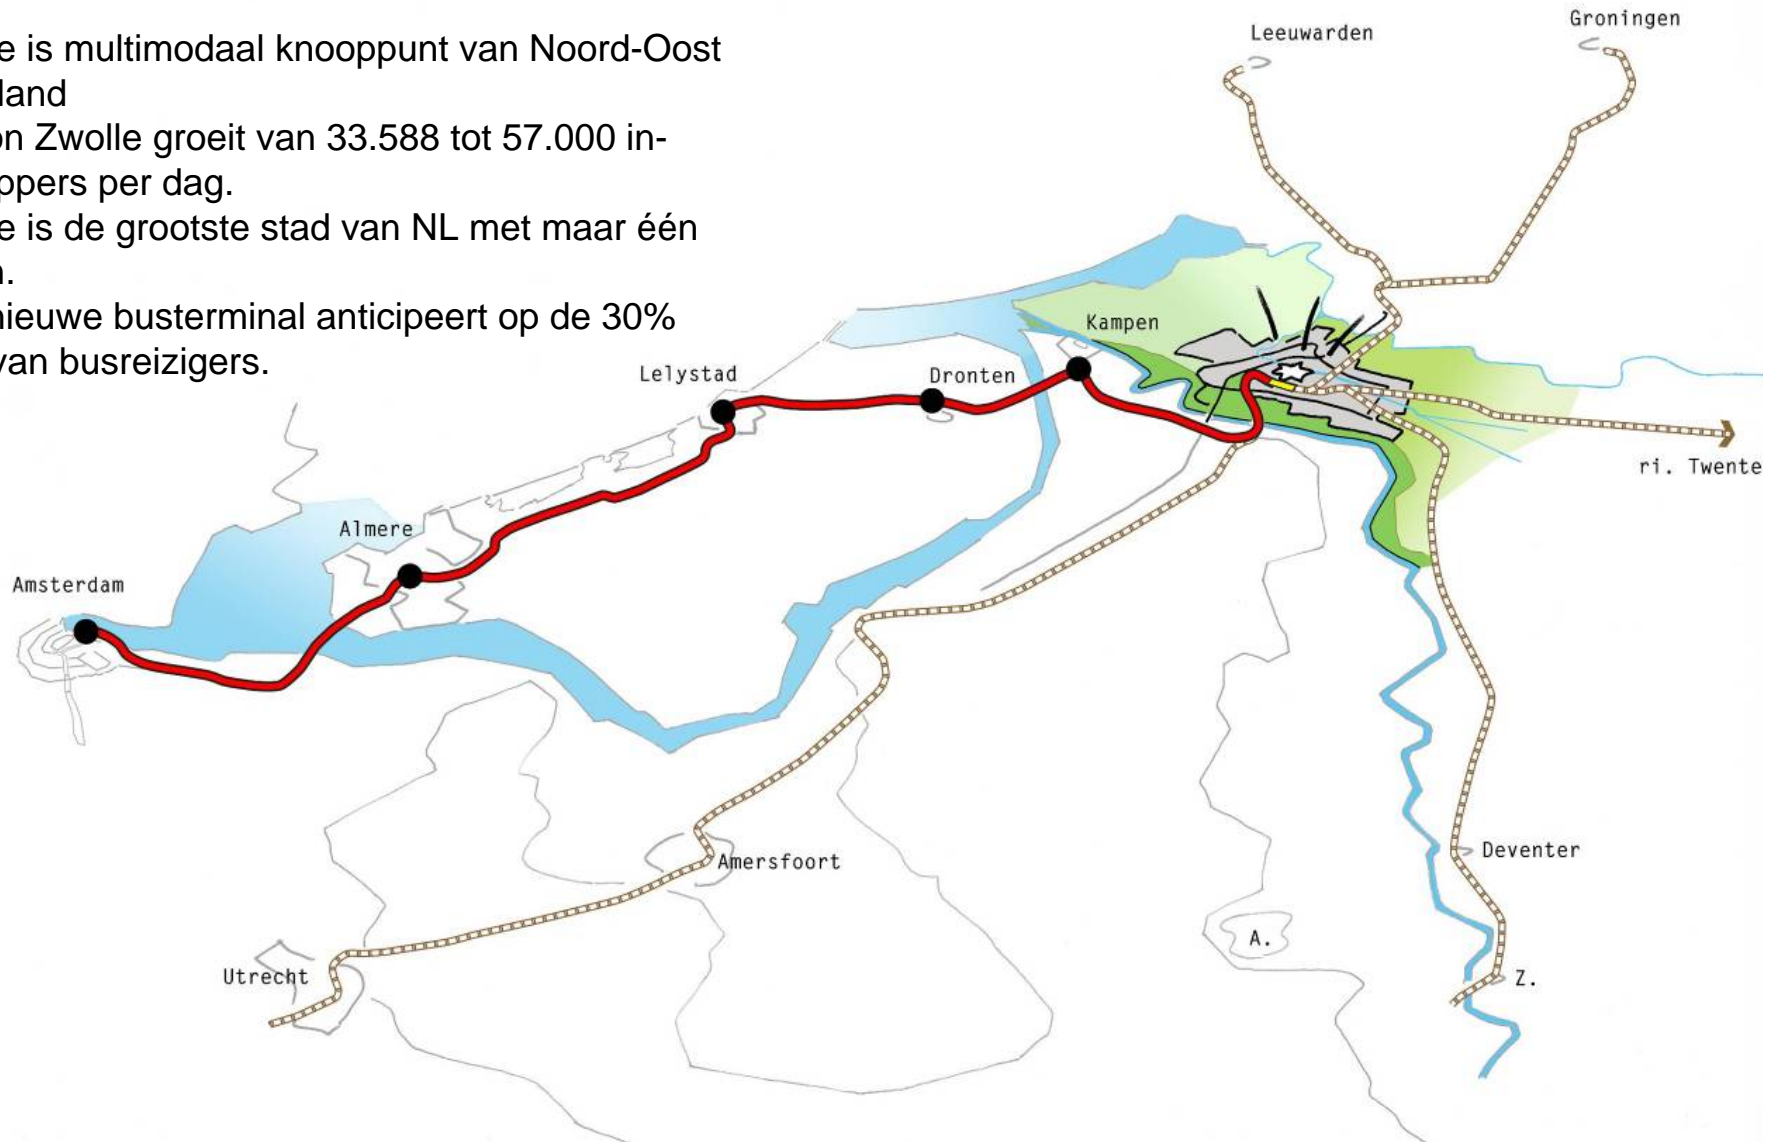 e is multimodaal knooppunt van Noord-Oost
land
on Zwolle groeit van 33.588 tot 57.000 in-
ppers per dag.
e is de grootste stad van NL met maar één
n.
nieuwe busterminal anticipeert op de 30%
van busreizigers.
Leeuwarden
Groningen
Kampen
Lelystad
Dronten
ri. Twente
Almere
Amsterdam
Amersfoort
Deventer
A.
Utrecht
Z.